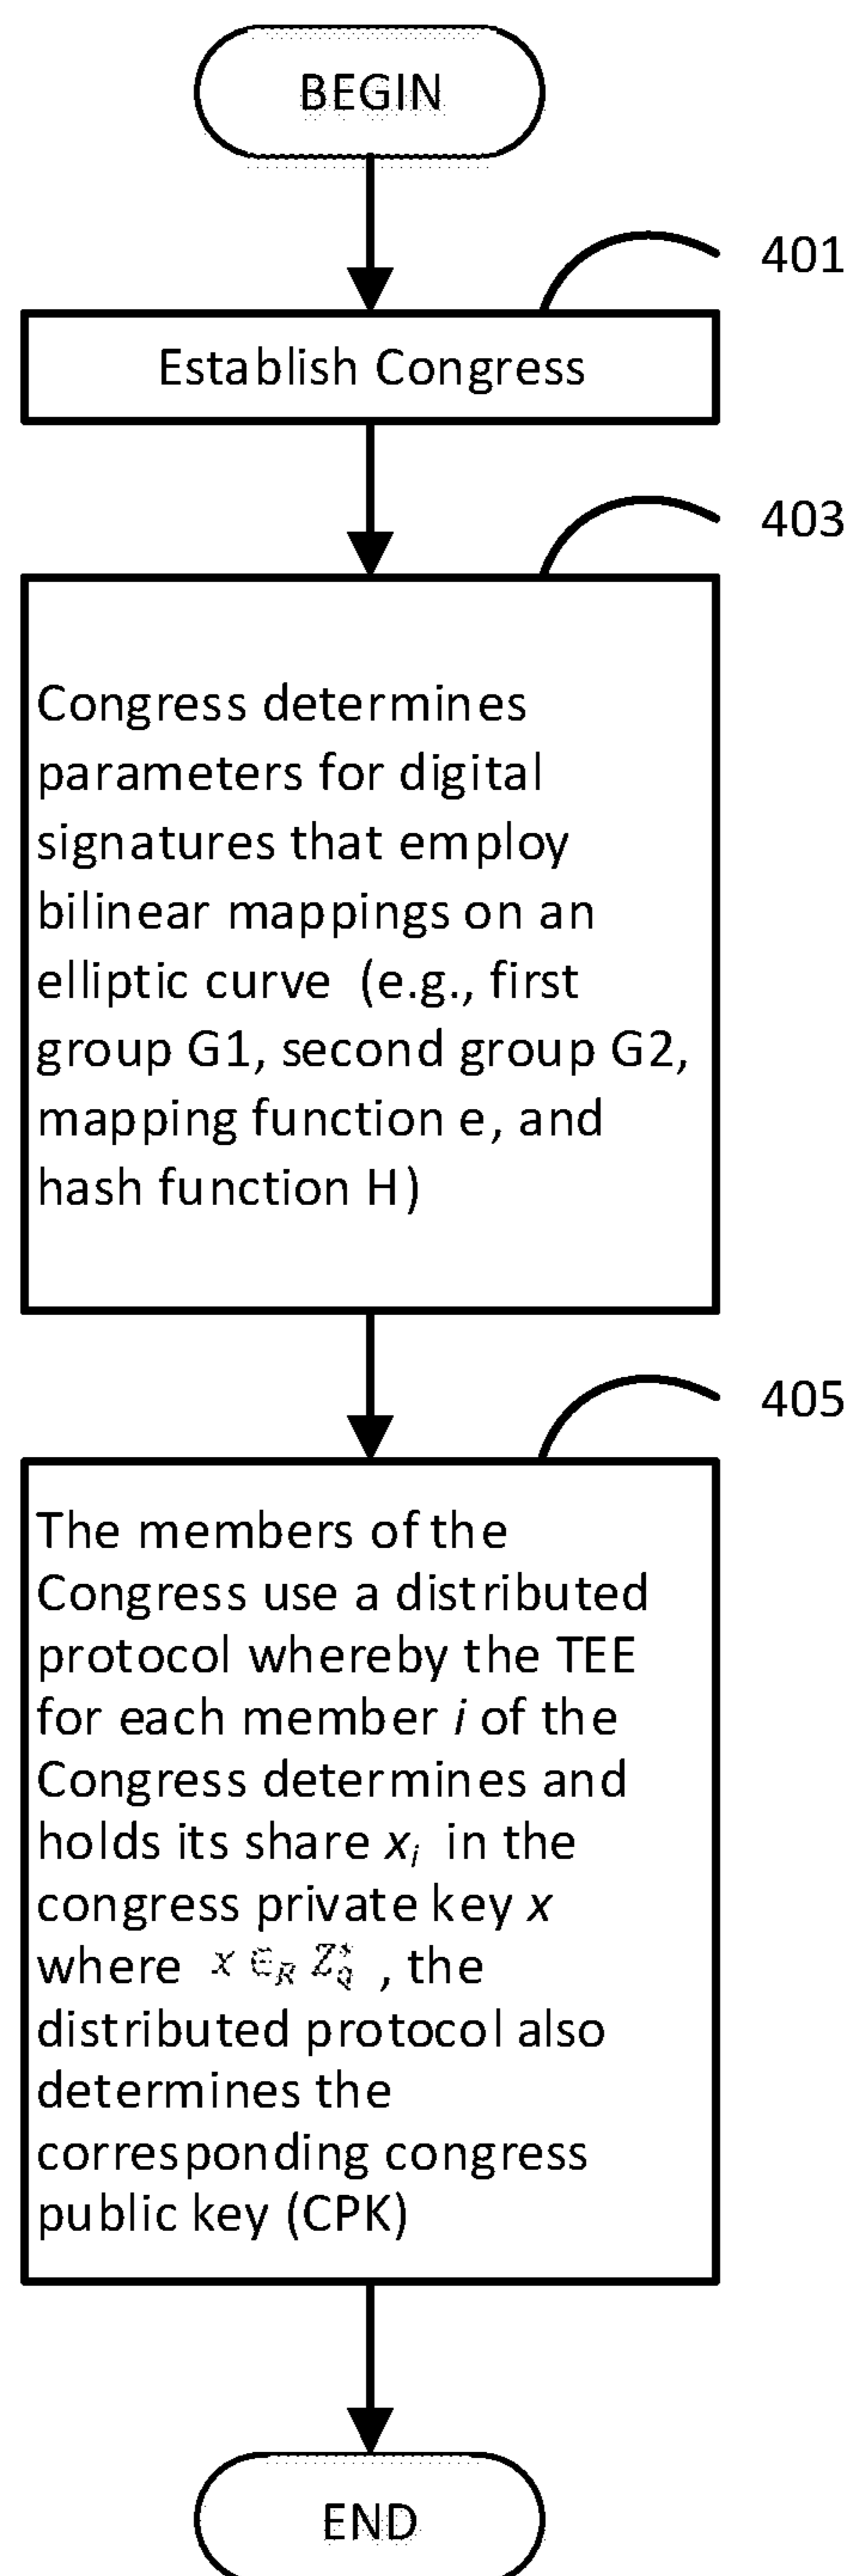 BEGIN
401
Establish Congress
403
Congress determines
parameters for digital
signatures that employ
bilinear mappings on an
elliptic curve (e.g., first
group G1, second group G2,
mapping function e, and
hash function H)
405
The members of the
Congress use a distributed
protocol whereby the TEE
for each member i of the
Congress determines and
holds its share xᵢ in the
congress private key x
where x ∈_R Z_Q^* , the
distributed protocol also
determines the
corresponding congress
public key (CPK)
END